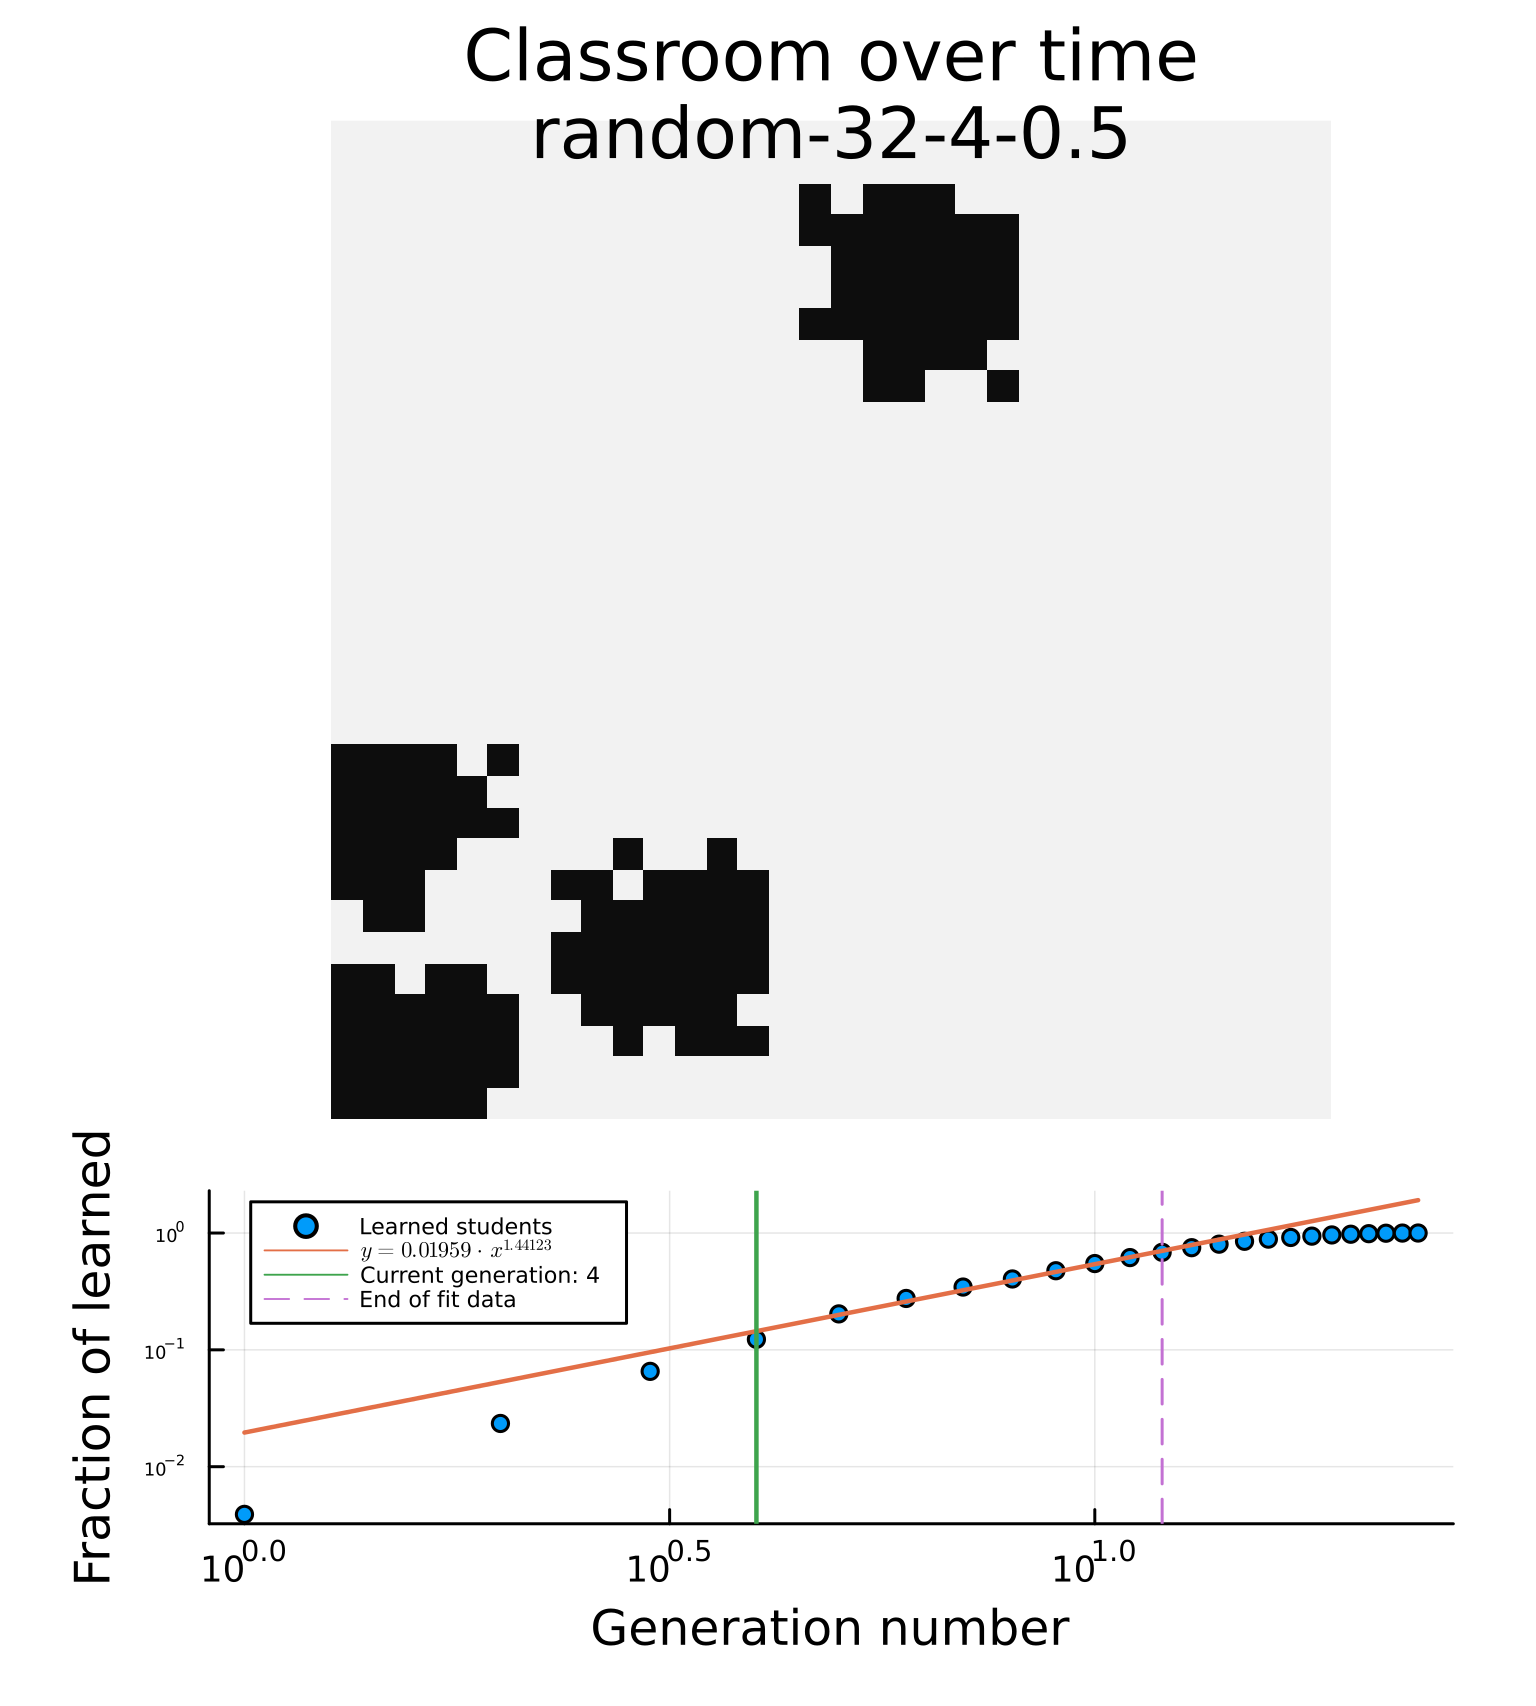 Classroom over time
random-32-4-0.5
Fraction of learned
10⁰
10⁻¹
10⁻²
Learned students
y = 0.01959 · x^1.44123
Current generation: 4
End of fit data
10^0.0 10^0.5 10^1.0
Generation number